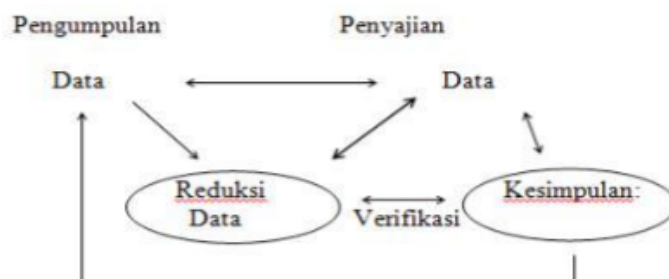 Pengumpulan
Data
Penyajian
Data
Reduksi
Data
Verifikasi
Kesimpulan: